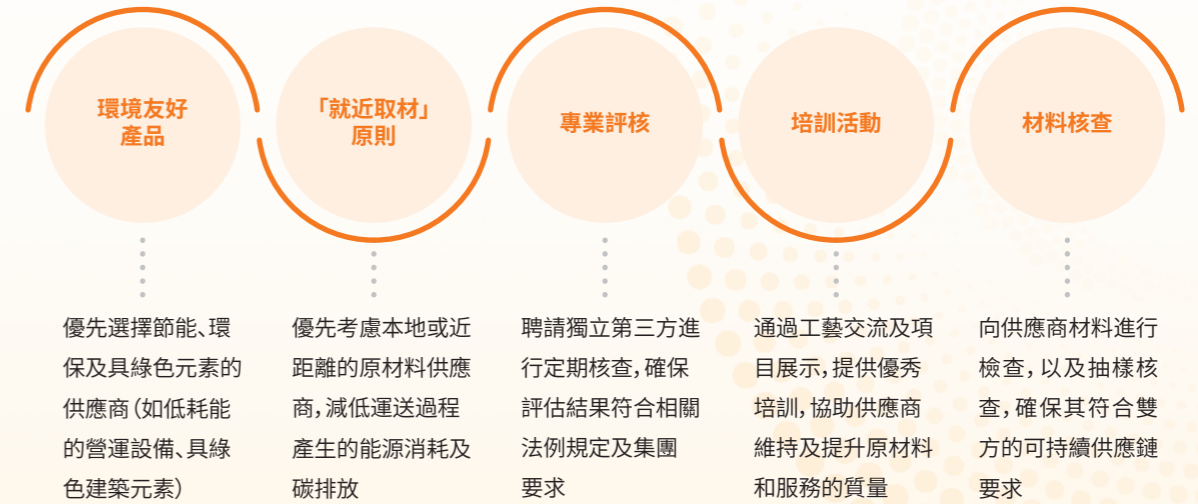 環境友好
產品
「就近取材」
原則
專業評核
培訓活動
材料核查
優先選擇節能、環
保及具綠色元素的
供應商（如低耗能
的營運設備、具綠
色建築元素）
優先考慮本地或近
距離的原材料供應
商，減低運送過程
產生的能源消耗及
碳排放
聘請獨立第三方進
行定期核查，確保
評估結果符合相關
法例規定及集團
要求
通過工藝交流及項
目展示，提供優秀
培訓，協助供應商
維持及提升原材料
和服務的質量
向供應商材料進行
檢查，以及抽樣核
查，確保其符合雙
方的可持續供應鏈
要求